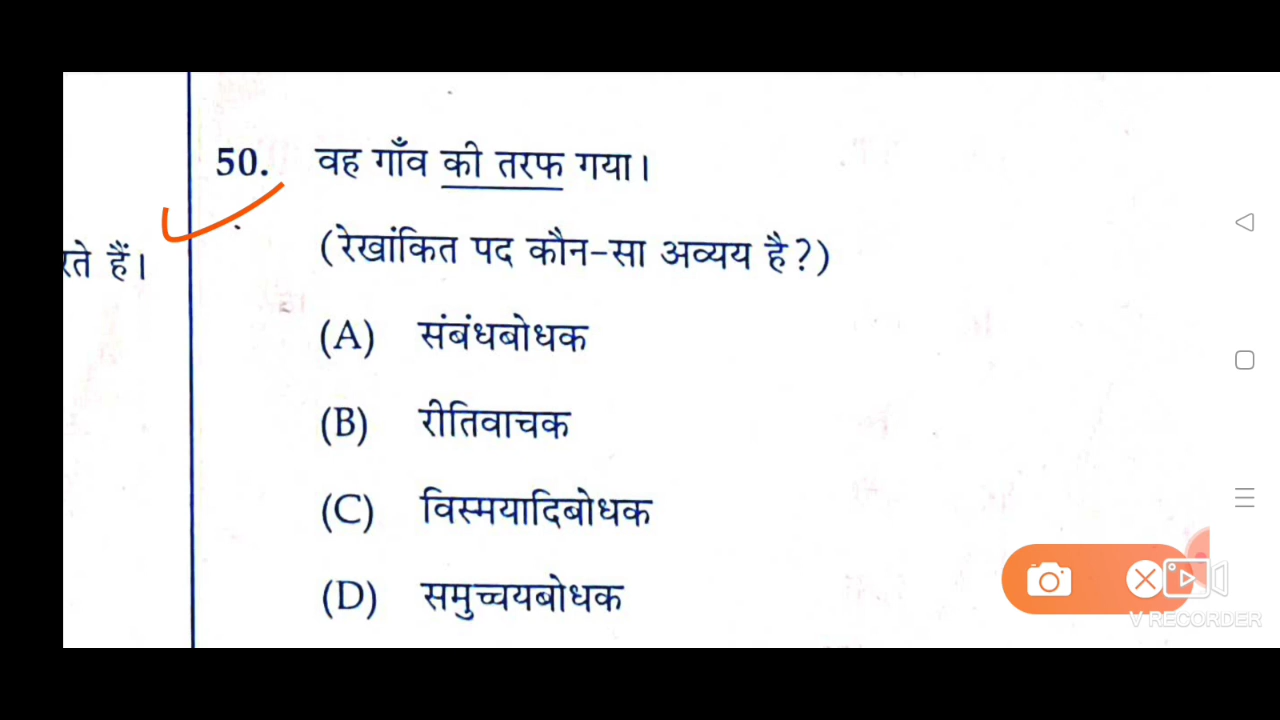 50. वह गाँव की तरफ गया।
रते हैं।
(रेखांकित पद कौन-सा अव्यय है?)
(A) संबंधबोधक
(B) रीतिवाचक
(C) विस्मयादिबोधक
(D) समुच्चयबोधक
V RECORDER